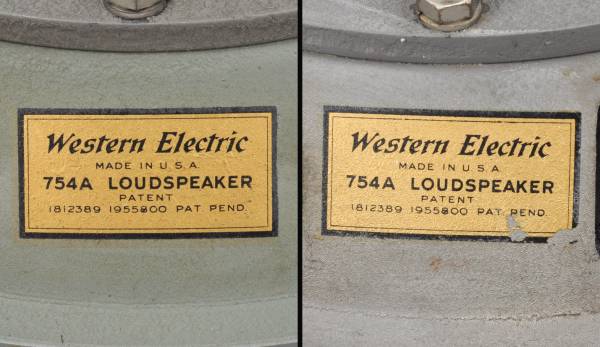 Western Electric
MADE IN U.S.A.
754A LOUDSPEAKER
PATENT
1812389 1955800 PAT. PEND.
Western Electric
MADE IN U.S.A.
754A LOUDSPEAKER
PATENT
1812389 1955800 PAT. PEND.